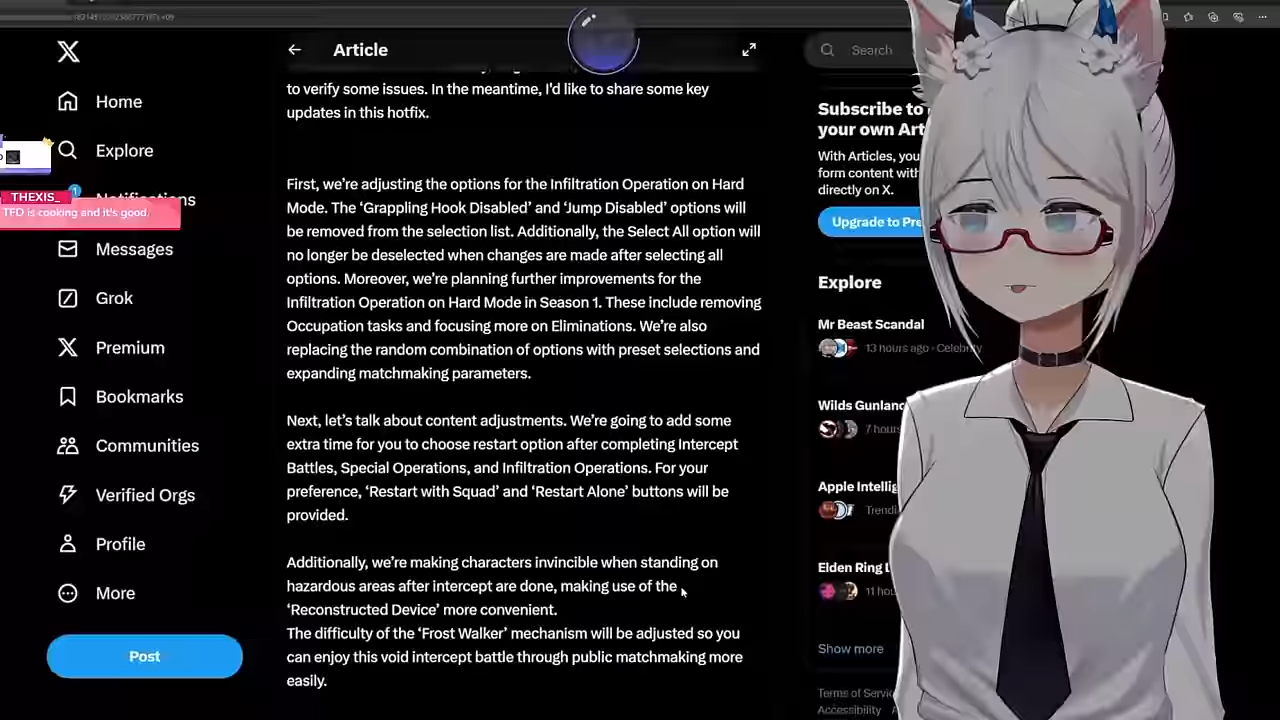 Article
Search
Home
Explore
THEXIS_
TFD is cooking and it's good.
1
Notifications
Messages
Grok
Premium
Bookmarks
Communities
Verified Orgs
Profile
More
Post
to verify some issues. In the meantime, I'd like to share some key
updates in this hotfix.
First, we're adjusting the options for the Infiltration Operation on Hard
Mode. The ‘Grappling Hook Disabled’ and ‘Jump Disabled’ options will
be removed from the selection list. Additionally, the Select All option will
no longer be deselected when changes are made after selecting all
options. Moreover, we're planning further improvements for the
Infiltration Operation on Hard Mode in Season 1. These include removing
Occupation tasks and focusing more on Eliminations. We're also
replacing the random combination of options with preset selections and
expanding matchmaking parameters.
Next, let's talk about content adjustments. We're going to add some
extra time for you to choose restart option after completing Intercept
Battles, Special Operations, and Infiltration Operations. For your
preference, ‘Restart with Squad’ and ‘Restart Alone’ buttons will be
provided.
Additionally, we're making characters invincible when standing on
hazardous areas after intercept are done, making use of the
‘Reconstructed Device’ more convenient.
The difficulty of the ‘Frost Walker’ mechanism will be adjusted so you
can enjoy this void intercept battle through public matchmaking more
easily.
Subscribe to
your own Art
With Articles, you
form content with
directly on X.
Upgrade to Pre
Explore
Mr Beast Scandal
13 hours ago · Celebrity
Wilds Gunlan
7 hours
Apple Intellig
Trendi
Elden Ring
11 hou
Show more
Terms of Servic
Accessibility